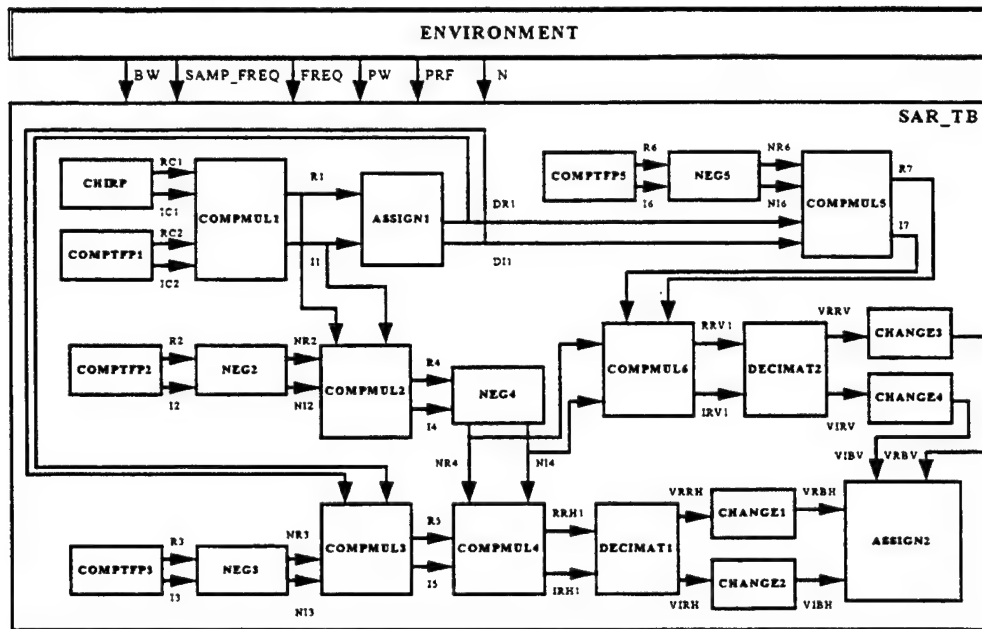 ENVIRONMENT
BW SAMP_FREQ FREQ PW PRF N
SAR_TB
CHIRP
RC1
IC1
COMPTFP1
RC2
IC2
COMPMUL1
R1
I1
ASSIGN1
DR1
DI1
COMPTFP5
R6
I6
NEG5
NR6
NI6
COMPMUL5
R7
I7
COMPTFP2
R2
I2
NEG2
NR2
NI2
COMPMUL2
R4
I4
NEG4
NR4
NI4
COMPMUL6
RRV1
IRV1
DECIMAT2
VRRV
VIRV
CHANGE3
CHANGE4
VIBV
VRBV
COMPTFP3
R3
I3
NEG3
NR3
NI3
COMPMUL3
R5
I5
COMPMUL4
RRH1
IRH1
DECIMAT1
VRRH
VIRH
CHANGE1
CHANGE2
VRBH
VIBH
ASSIGN2